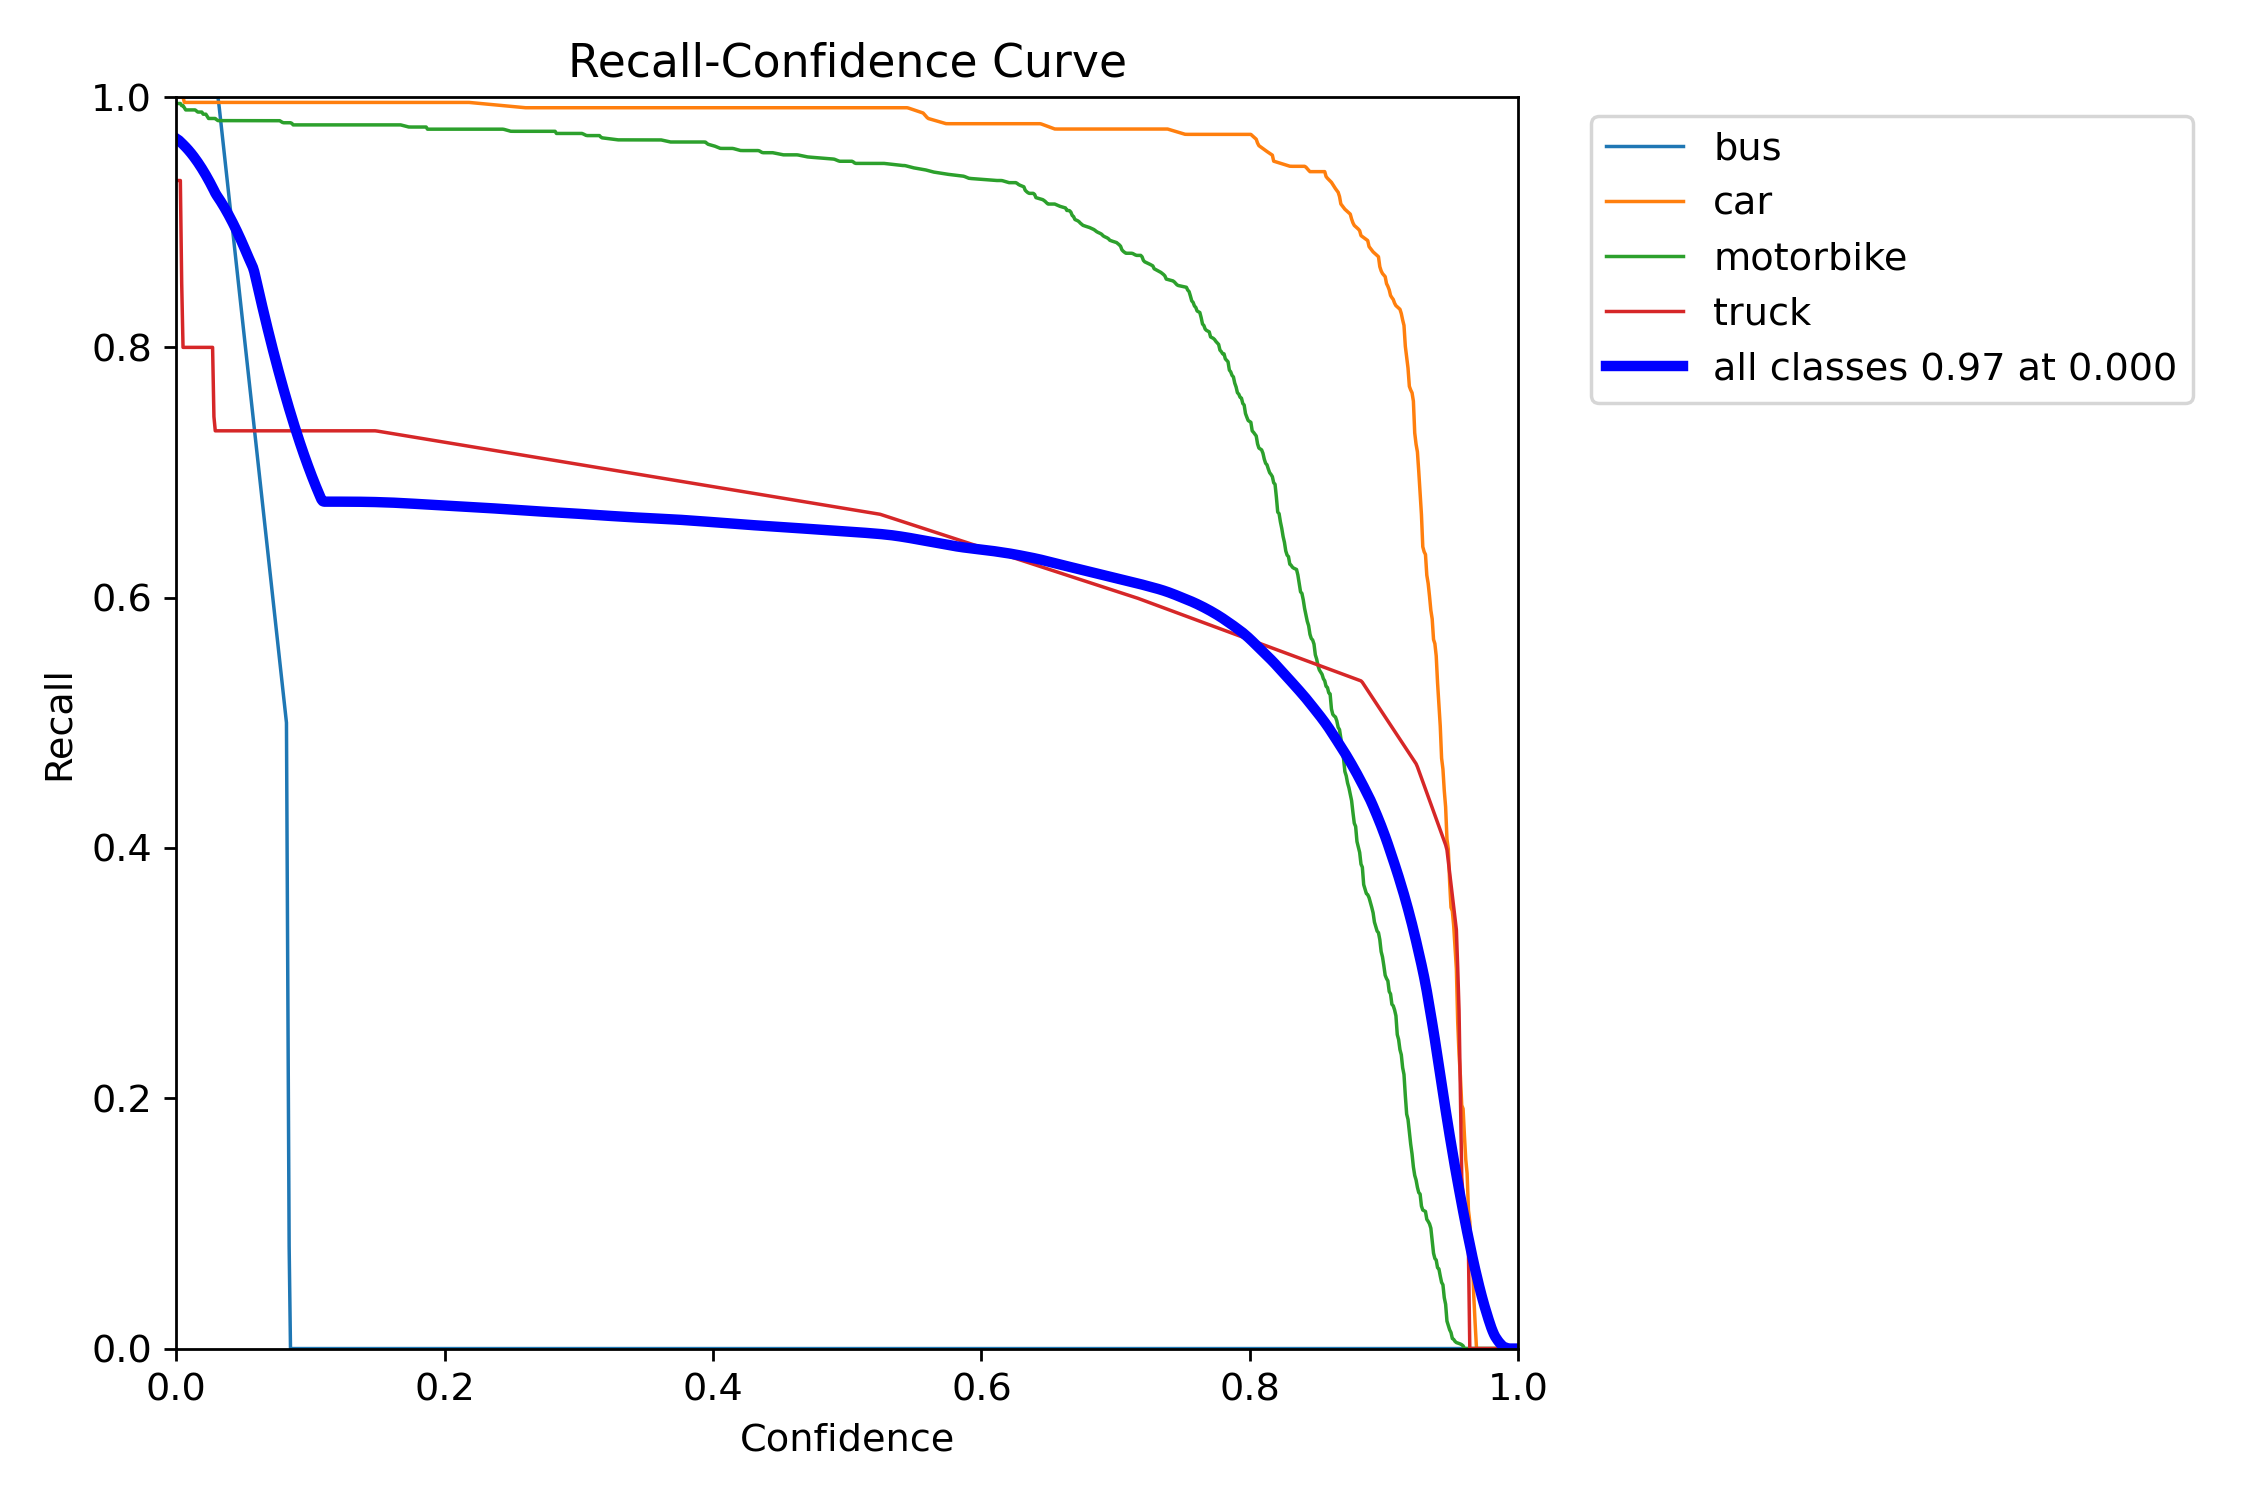 Recall-Confidence Curve
1.0
0.8
0.6
0.4
0.2
0.0
Recall
0.0 0.2 0.4 0.6 0.8 1.0
Confidence
bus
car
motorbike
truck
all classes 0.97 at 0.000